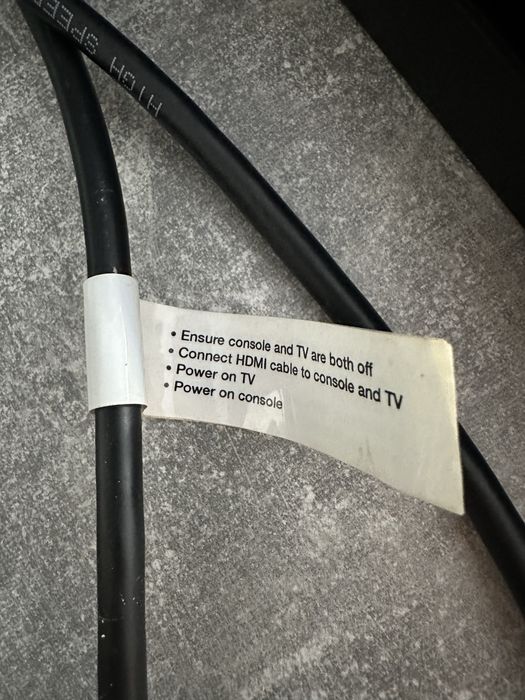 HIGH SPEE
• Ensure console and TV are both off
• Connect HDMI cable to console and TV
• Power on TV
• Power on console